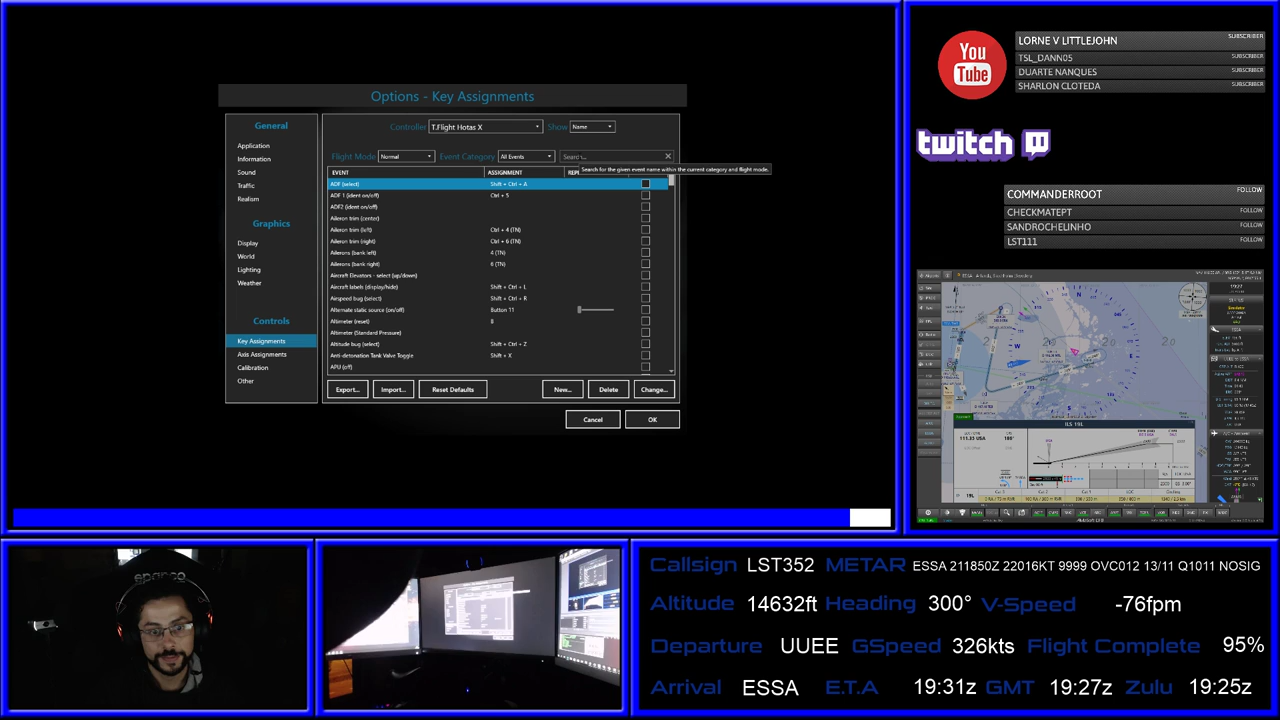 Options - Key Assignments
General
Application
Information
Sound
Traffic
Realism
Graphics
Display
World
Lighting
Weather
Controls
Key Assignments
Axis Assignments
Calibration
Other
Controller T.Flight Hotas X Show Name
Flight Mode Normal Event Category All Events Search...
Search for the given event name within the current category and flight mode.
EVENT ASSIGNMENT
ADF (select) Shift + Ctrl + A
ADF 1 (ident on/off) Ctrl + 5
ADF2 (ident on/off)
Aileron trim (center)
Aileron trim (left) Ctrl + 4 (TN)
Aileron trim (right) Ctrl + 6 (TN)
Ailerons (bank left) 4 (TN)
Ailerons (bank right) 6 (TN)
Aircraft Elevators - select (up/down)
Aircraft labels (display/hide) Shift + Ctrl + L
Airspeed bug (select) Shift + Ctrl + R
Alternate static source (on/off) Button 11
Altimeter (reset) B
Altimeter (Standard Pressure)
Altitude bug (select) Shift + Ctrl + Z
Anti-detonation Tank Valve Toggle Shift + X
APU (off)
Export... Import... Reset Defaults New... Delete Change...
Cancel OK
You
Tube
LORNE V LITTLEJOHN SUBSCRIBER
TSL_DANN05 SUBSCRIBER
DUARTE NANQUES SUBSCRIBER
SHARLON CLOTEDA SUBSCRIBER
twitch
COMMANDERROOT FOLLOW
CHECKMATEPT FOLLOW
SANDROCHELINHO FOLLOW
LST111 FOLLOW
ILS 19L
111.35 USA
19L
sparco
Callsign LST352 METAR ESSA 211850Z 22016KT 9999 OVC012 13/11 Q1011 NOSIG
Altitude 14632ft Heading 300° V-Speed -76fpm
Departure UUEE GSpeed 326kts Flight Complete 95%
Arrival ESSA E.T.A 19:31z GMT 19:27z Zulu 19:25z